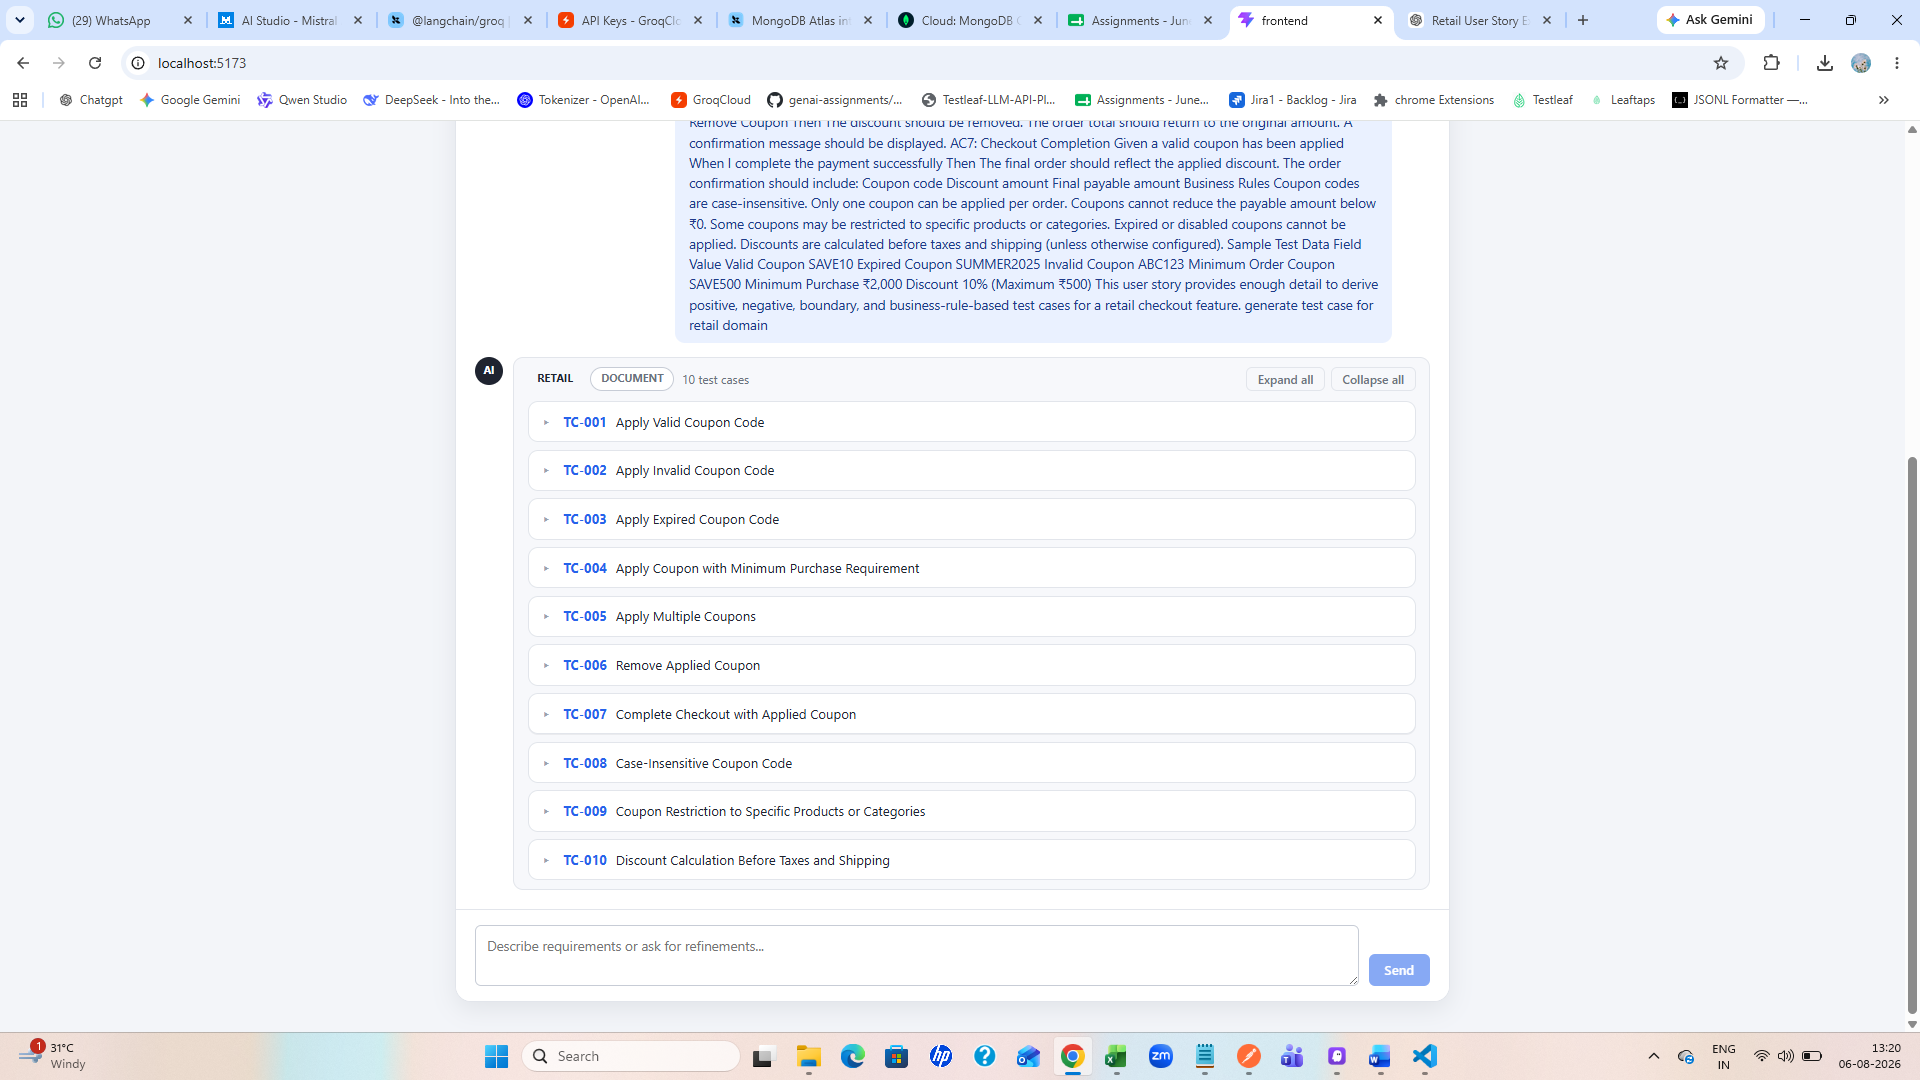 (29) WhatsApp
AI Studio - Mistral
@langchain/groq
API Keys - GroqClo
MongoDB Atlas in
Cloud: MongoDB C
Assignments - June
frontend
Retail User Story E
Ask Gemini
localhost:5173
Chatgpt
Google Gemini
Qwen Studio
DeepSeek - Into the...
Tokenizer - OpenAI...
GroqCloud
genai-assignments/...
Testleaf-LLM-API-Pl...
Assignments - June...
Jira1 - Backlog - Jira
chrome Extensions
Testleaf
Leaftaps
JSONL Formatter —...
Remove Coupon Then The discount should be removed. The order total should return to the original amount. A
confirmation message should be displayed. AC7: Checkout Completion Given a valid coupon has been applied
When I complete the payment successfully Then The final order should reflect the applied discount. The order
confirmation should include: Coupon code Discount amount Final payable amount Business Rules Coupon codes
are case-insensitive. Only one coupon can be applied per order. Coupons cannot reduce the payable amount below
₹0. Some coupons may be restricted to specific products or categories. Expired or disabled coupons cannot be
applied. Discounts are calculated before taxes and shipping (unless otherwise configured). Sample Test Data Field
Value Valid Coupon SAVE10 Expired Coupon SUMMER2025 Invalid Coupon ABC123 Minimum Order Coupon
SAVE500 Minimum Purchase ₹2,000 Discount 10% (Maximum ₹500) This user story provides enough detail to derive
positive, negative, boundary, and business-rule-based test cases for a retail checkout feature. generate test case for
retail domain
AI
RETAIL DOCUMENT 10 test cases Expand all Collapse all
TC-001 Apply Valid Coupon Code
TC-002 Apply Invalid Coupon Code
TC-003 Apply Expired Coupon Code
TC-004 Apply Coupon with Minimum Purchase Requirement
TC-005 Apply Multiple Coupons
TC-006 Remove Applied Coupon
TC-007 Complete Checkout with Applied Coupon
TC-008 Case-Insensitive Coupon Code
TC-009 Coupon Restriction to Specific Products or Categories
TC-010 Discount Calculation Before Taxes and Shipping
Describe requirements or ask for refinements...
Send
1
31°C
Windy
Search
ENG
IN
13:20
06-08-2026